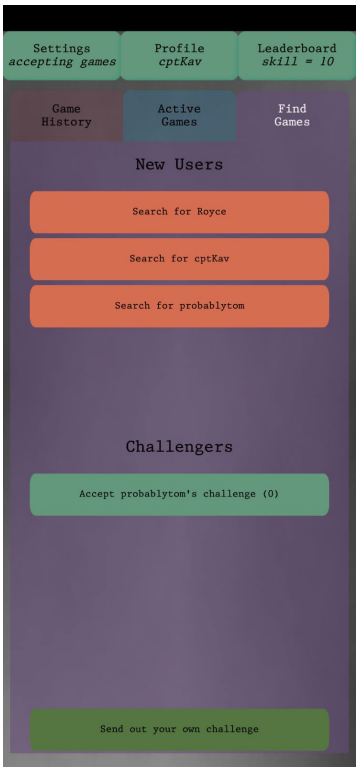 Settings
accepting games
Profile
cptKav
Leaderboard
skill = 10
Game
History
Active
Games
Find
Games
New Users
Search for Royce
Search for cptKav
Search for probablytom
Challengers
Accept probablytom's challenge (0)
Send out your own challenge